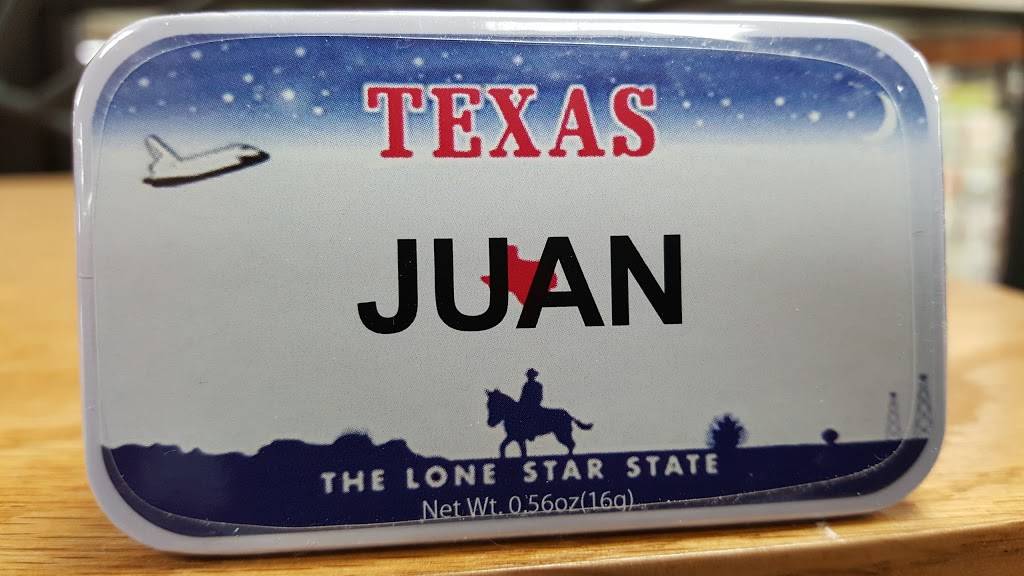 TEXAS
JUAN
THE LONE STAR STATE
Net Wt. 0.56oz(16g)